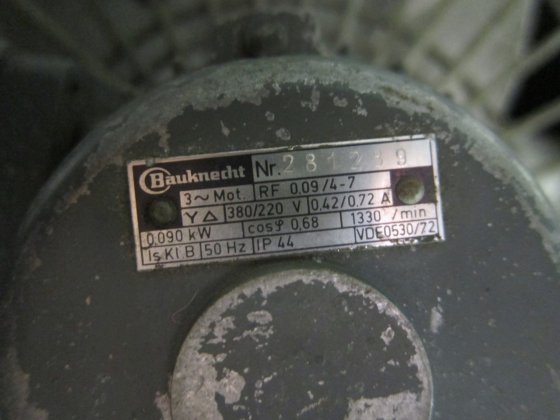 Bauknecht Nr. 281289
3~ Mot. RF 0.09/4-7
Y△ 380/220 V 0.42/0.72 A
0.090 kW cosφ 0.68 1330 /min
Is Kl. B 50 Hz IP 44 VDE0530/72